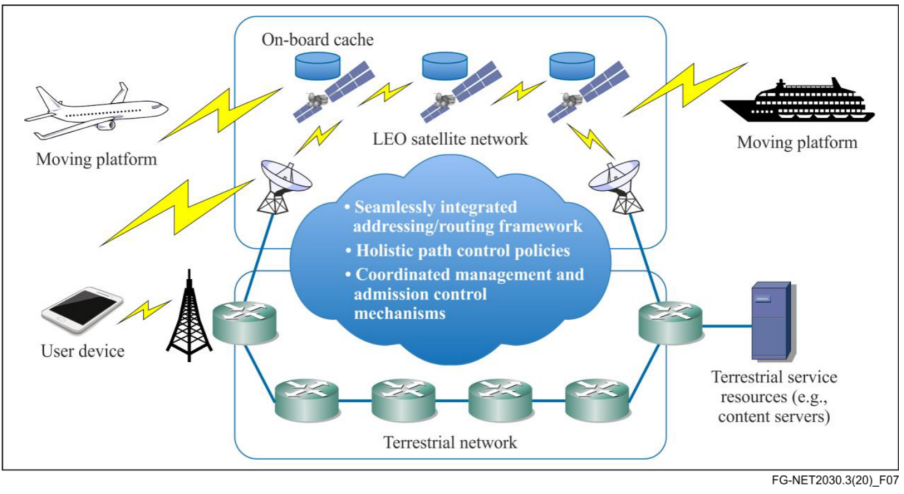 On-board cache
Moving platform
LEO satellite network
Moving platform
• Seamlessly integrated
addressing/routing framework
• Holistic path control policies
• Coordinated management and
admission control
mechanisms
User device
Terrestrial service
resources (e.g.,
content servers)
Terrestrial network
FG-NET2030.3(20)_F07